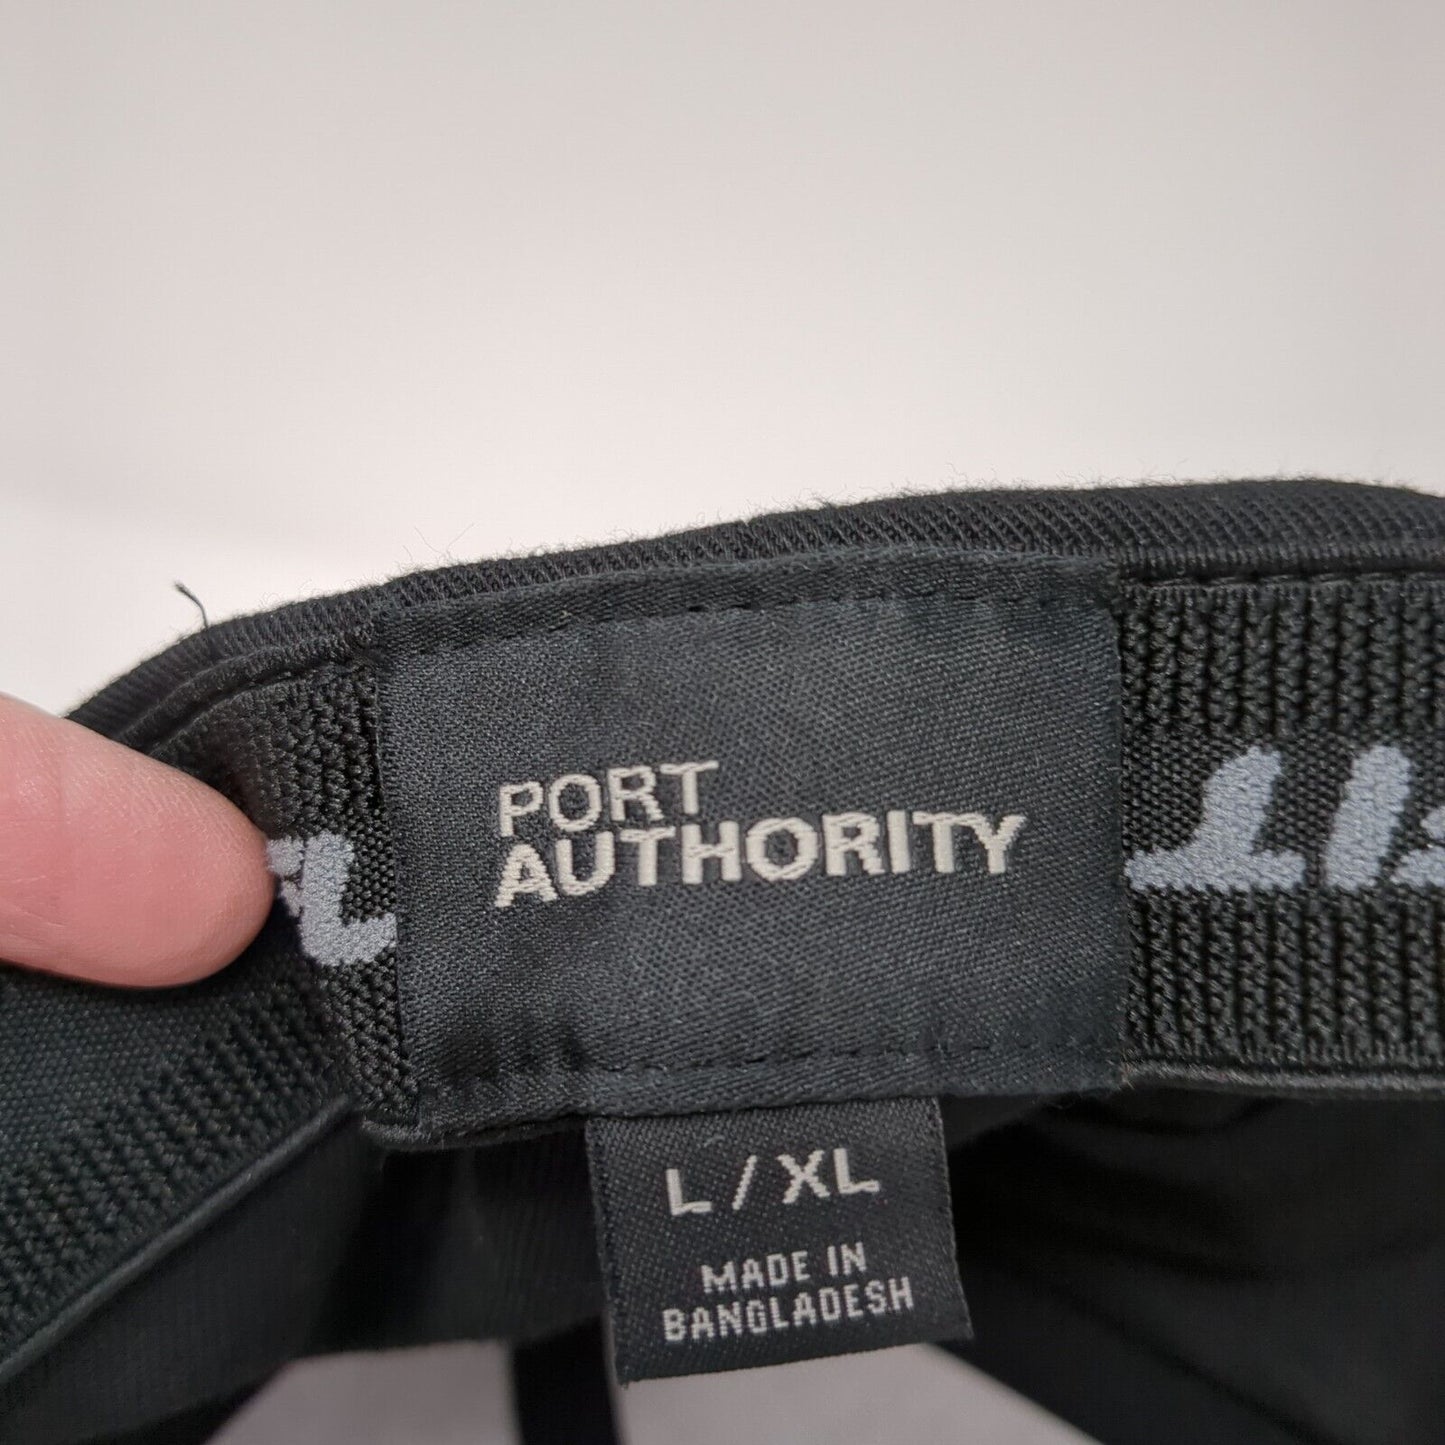 PORT
AUTHORITY
L / XL
MADE IN
BANGLADESH